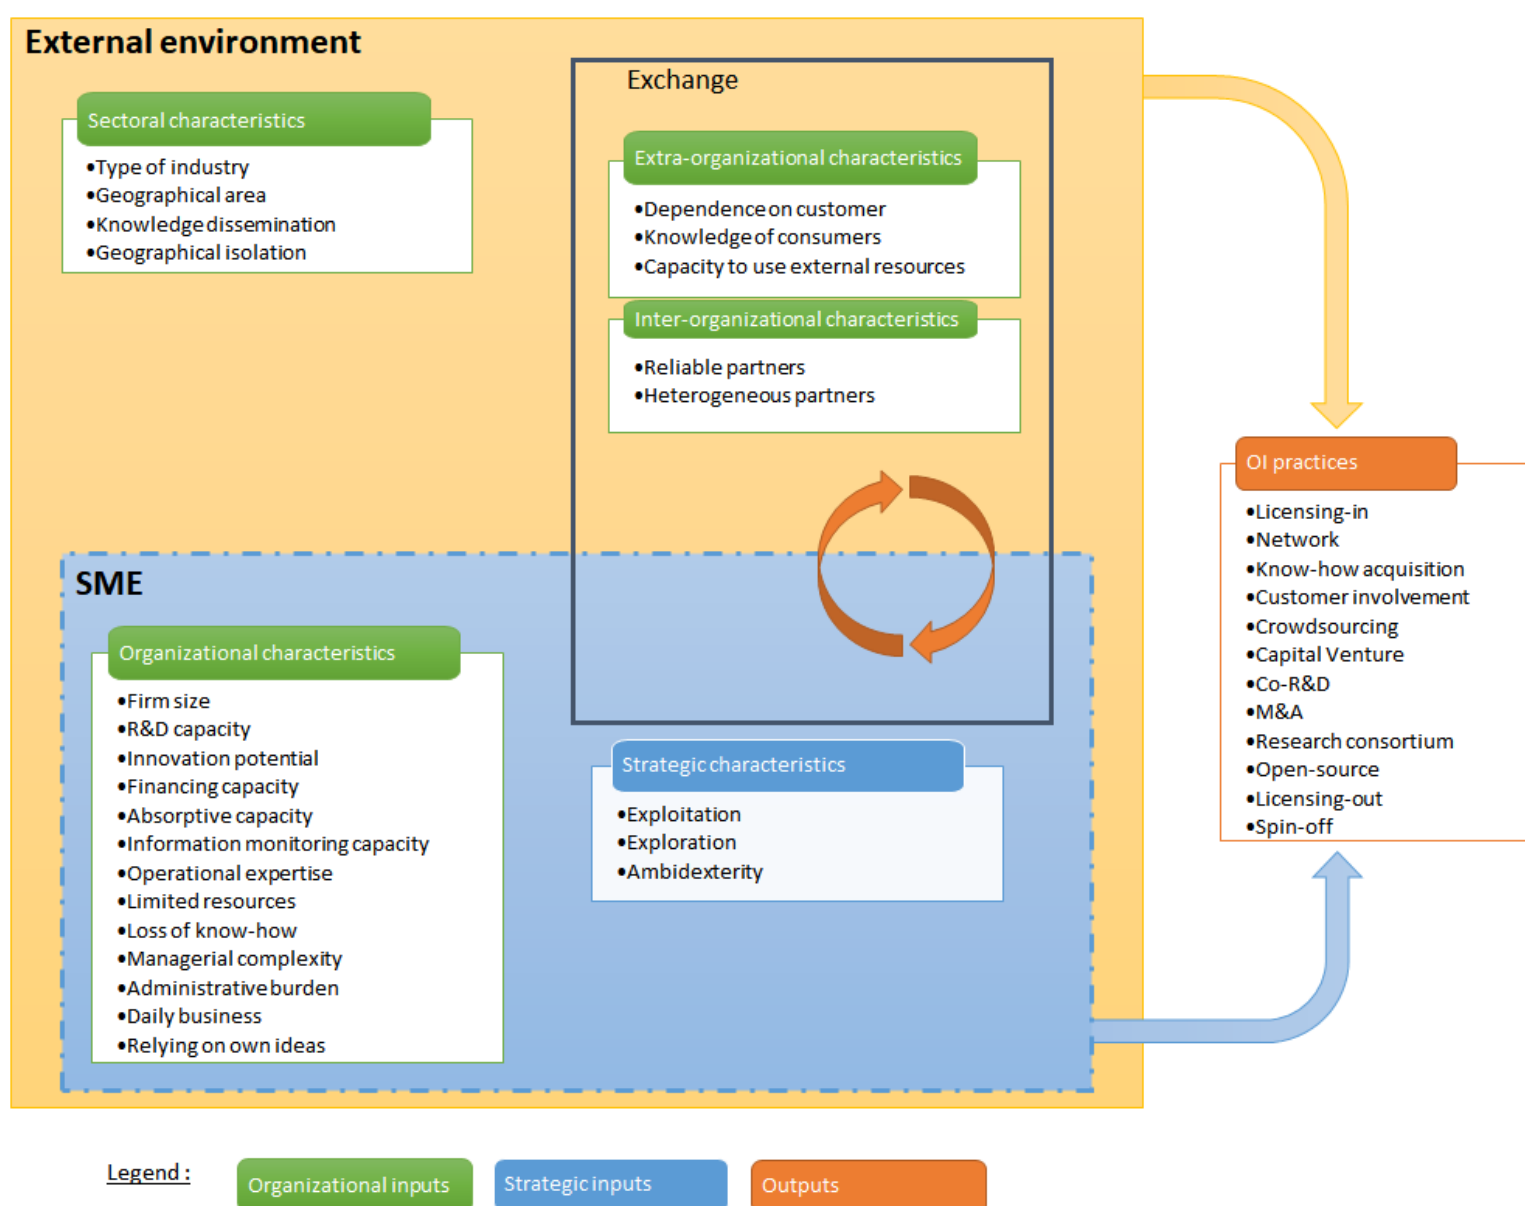 External environment
Sectoral characteristics
•Type of industry
•Geographical area
•Knowledge dissemination
•Geographical isolation
Exchange
Extra-organizational characteristics
•Dependence on customer
•Knowledge of consumers
•Capacity to use external resources
Inter-organizational characteristics
•Reliable partners
•Heterogeneous partners
SME
Organizational characteristics
•Firm size
•R&D capacity
•Innovation potential
•Financing capacity
•Absorptive capacity
•Information monitoring capacity
•Operational expertise
•Limited resources
•Loss of know-how
•Managerial complexity
•Administrative burden
•Daily business
•Relying on own ideas
Strategic characteristics
•Exploitation
•Exploration
•Ambidexterity
OI practices
•Licensing-in
•Network
•Know-how acquisition
•Customer involvement
•Crowdsourcing
•Capital Venture
•Co-R&D
•M&A
•Research consortium
•Open-source
•Licensing-out
•Spin-off
Legend :
Organizational inputs
Strategic inputs
Outputs